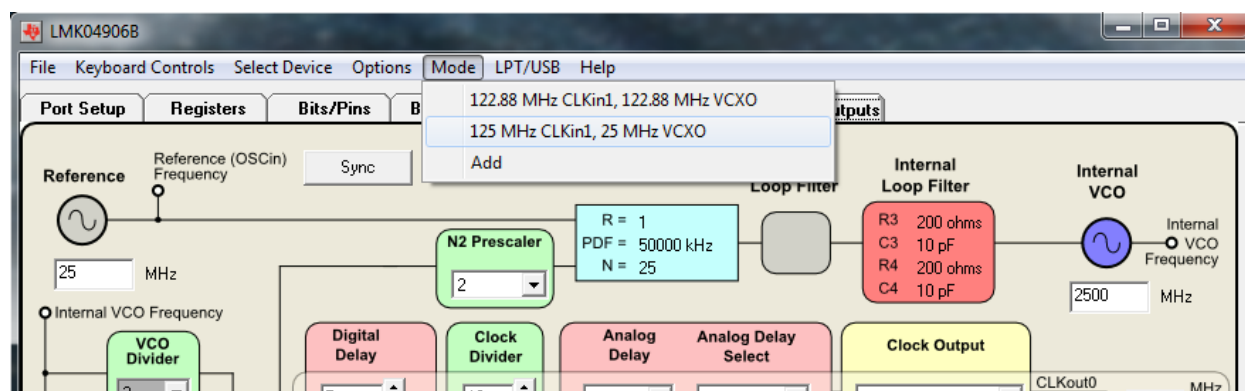 LMK04906B
File Keyboard Controls Select Device Options Mode LPT/USB Help
Port Setup Registers Bits/Pins B
122.88 MHz CLKin1, 122.88 MHz VCXO
125 MHz CLKin1, 25 MHz VCXO
Add
Reference
Reference (OSCin)
Frequency
Sync
Loop Filter
Internal
Loop Filter
Internal
VCO
R = 1
PDF = 50000 kHz
N = 25
R3 200 ohms
C3 10 pF
R4 200 ohms
C4 10 pF
Internal
VCO
Frequency
N2 Prescaler
2
25 MHz
2500 MHz
Internal VCO Frequency
VCO
Divider
Digital
Delay
Clock
Divider
Analog
Delay
Analog Delay
Select
Clock Output
CLKout0
MHz